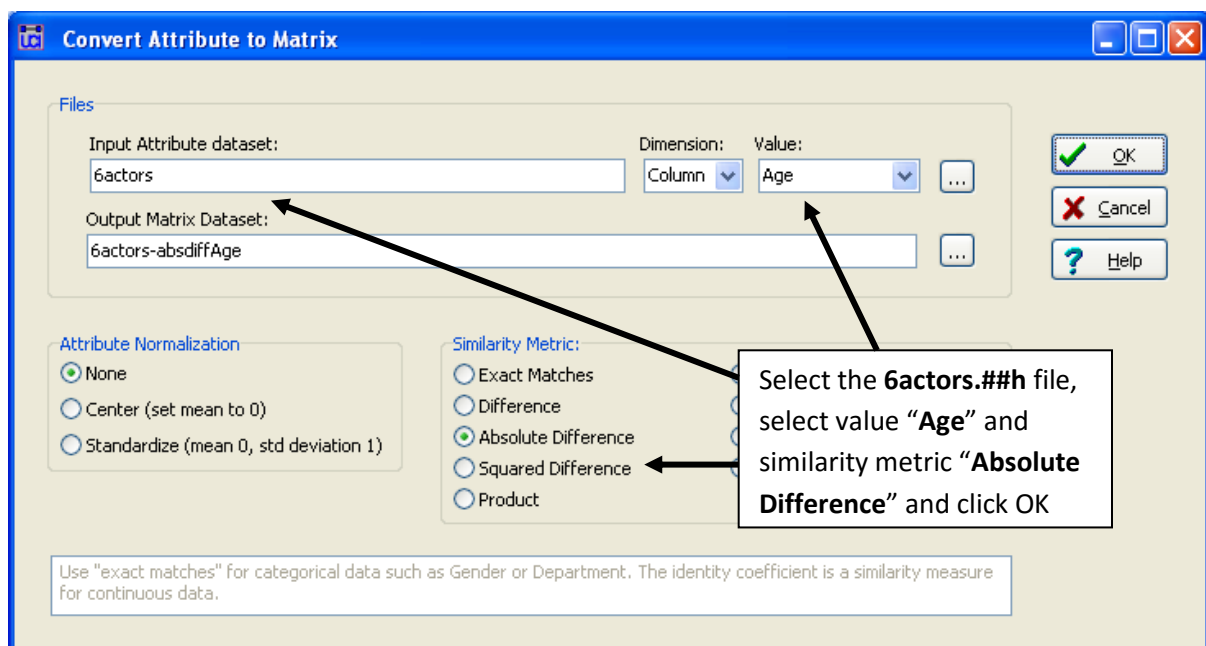 Convert Attribute to Matrix
Files
Input Attribute dataset:
Dimension:
Value:
6actors
Column
Age
...
OK
Output Matrix Dataset:
Cancel
6actors-absdiffAge
...
Help
Attribute Normalization
None
Center (set mean to 0)
Standardize (mean 0, std deviation 1)
Similarity Metric:
Exact Matches
Difference
Absolute Difference
Squared Difference
Product
Select the 6actors.##h file,
select value “Age” and
similarity metric “Absolute
Difference” and click OK
Use "exact matches" for categorical data such as Gender or Department. The identity coefficient is a similarity measure
for continuous data.